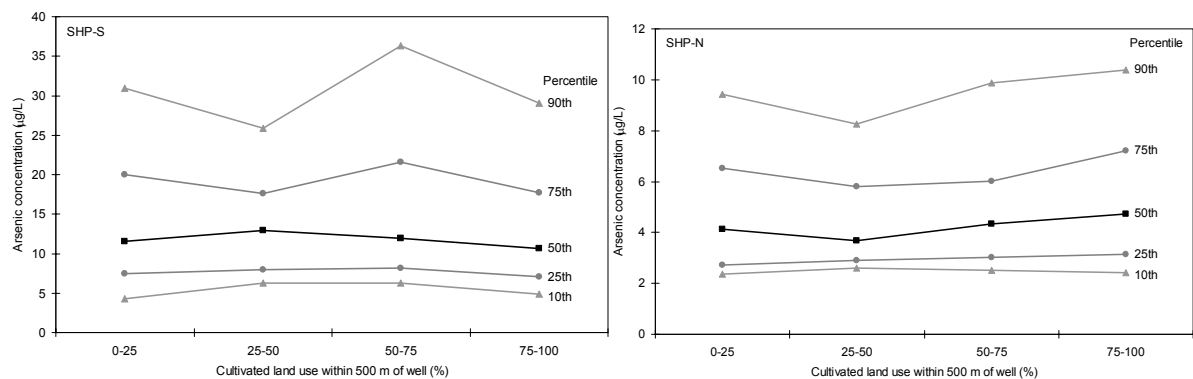 SHP-S
Arsenic concentration (µg/L)
40
35
30
25
20
15
10
5
0
Percentile
90th
75th
50th
25th
10th
0-25
25-50
50-75
75-100
Cultivated land use within 500 m of well (%)
SHP-N
Arsenic concentration (µg/L)
12
10
8
6
4
2
0
Percentile
90th
75th
50th
25th
10th
0-25
25-50
50-75
75-100
Cultivated land use within 500 m of well (%)